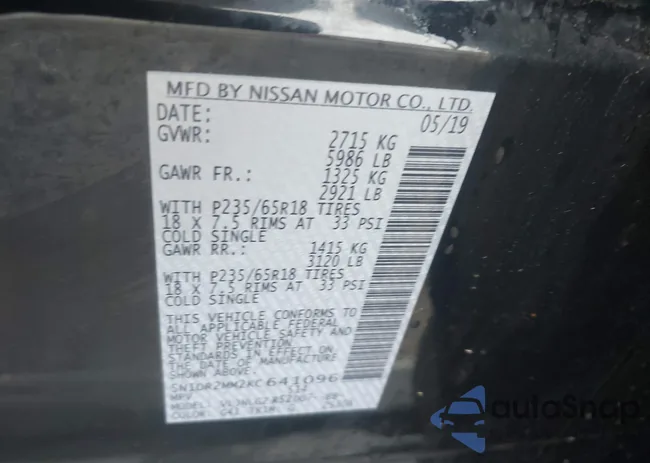 MFD BY NISSAN MOTOR CO., LTD.
DATE: 05/19
GVWR: 2715 KG
5986 LB
GAWR FR.: 1325 KG
2921 LB
WITH P235/65R18 TIRES
18 X 7.5 RIMS AT 33 PSI
COLD SINGLE
GAWR RR.: 1415 KG
3120 LB
WITH P235/65R18 TIRES
18 X 7.5 RIMS AT 33 PSI
COLD SINGLE
THIS VEHICLE CONFORMS TO
ALL APPLICABLE FEDERAL
MOTOR VEHICLE SAFETY AND
THEFT PREVENTION
STANDARDS IN EFFECT ON
THE DATE OF MANUFACTURE
SHOWN ABOVE.
5N1DR2MM2KC641096
MPV
MODEL:
COLOR: G41 TRIM: G
autoSnap